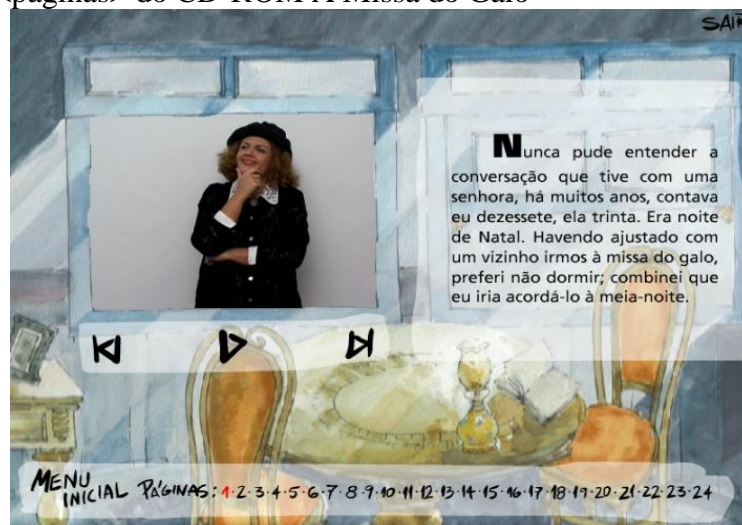 ‹páginas› do CD-ROM A Missa do Galo
SAIR
Nunca pude entender a
conversação que tive com uma
senhora, há muitos anos, contava
eu dezessete, ela trinta. Era noite
de Natal. Havendo ajustado com
um vizinho irmos à missa do galo,
preferi não dormir; combinei que
eu iria acordá-lo à meia-noite.
MENU
INICIAL PÁGINAS: 1·2·3·4·5·6·7·8·9·10·11·12·13·14·15·16·17·18·19·20·21·22·23·24